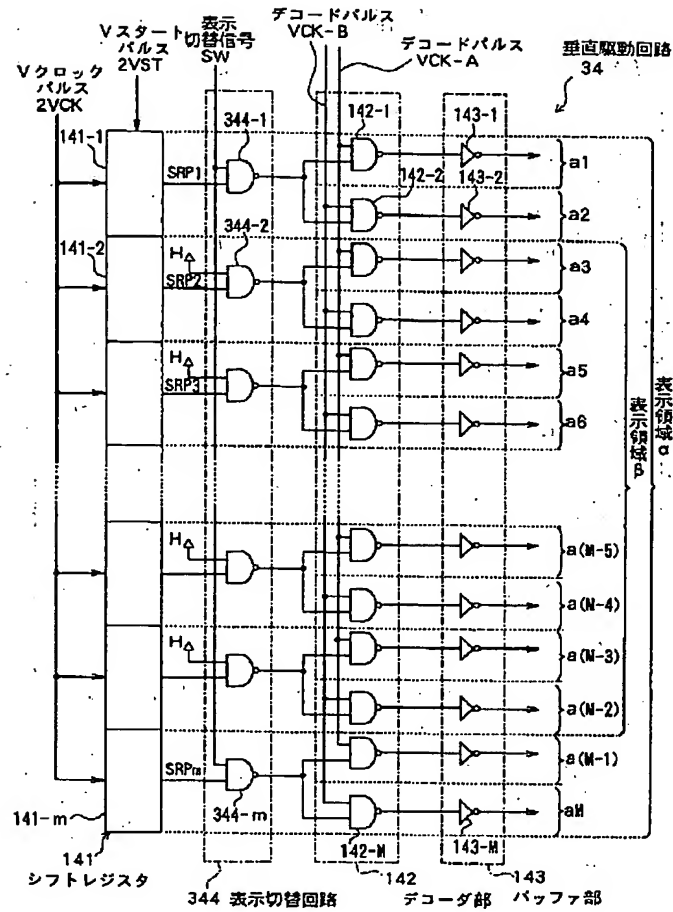 Vスタート
パルス
2VST
表示
切替信号
SW
デコードパルス
VCK-B
デコードパルス
VCK-A
垂直駆動回路
34
Vクロック
パルス
2VCK
344-1
142-1
143-1
141-1
SRP1
a1
142-2
143-2
a2
344-2
141-2
H
SRP2
a3
a4
H
SRP3
a5
a6
表示領域β
表示領域α
H
a(M-5)
a(M-4)
H
a(M-3)
a(M-2)
SRPm
a(M-1)
aM
141-m
344-m
142-M
143-M
141
シフトレジスタ
344 表示切替回路
142
デコーダ部
143
バッファ部